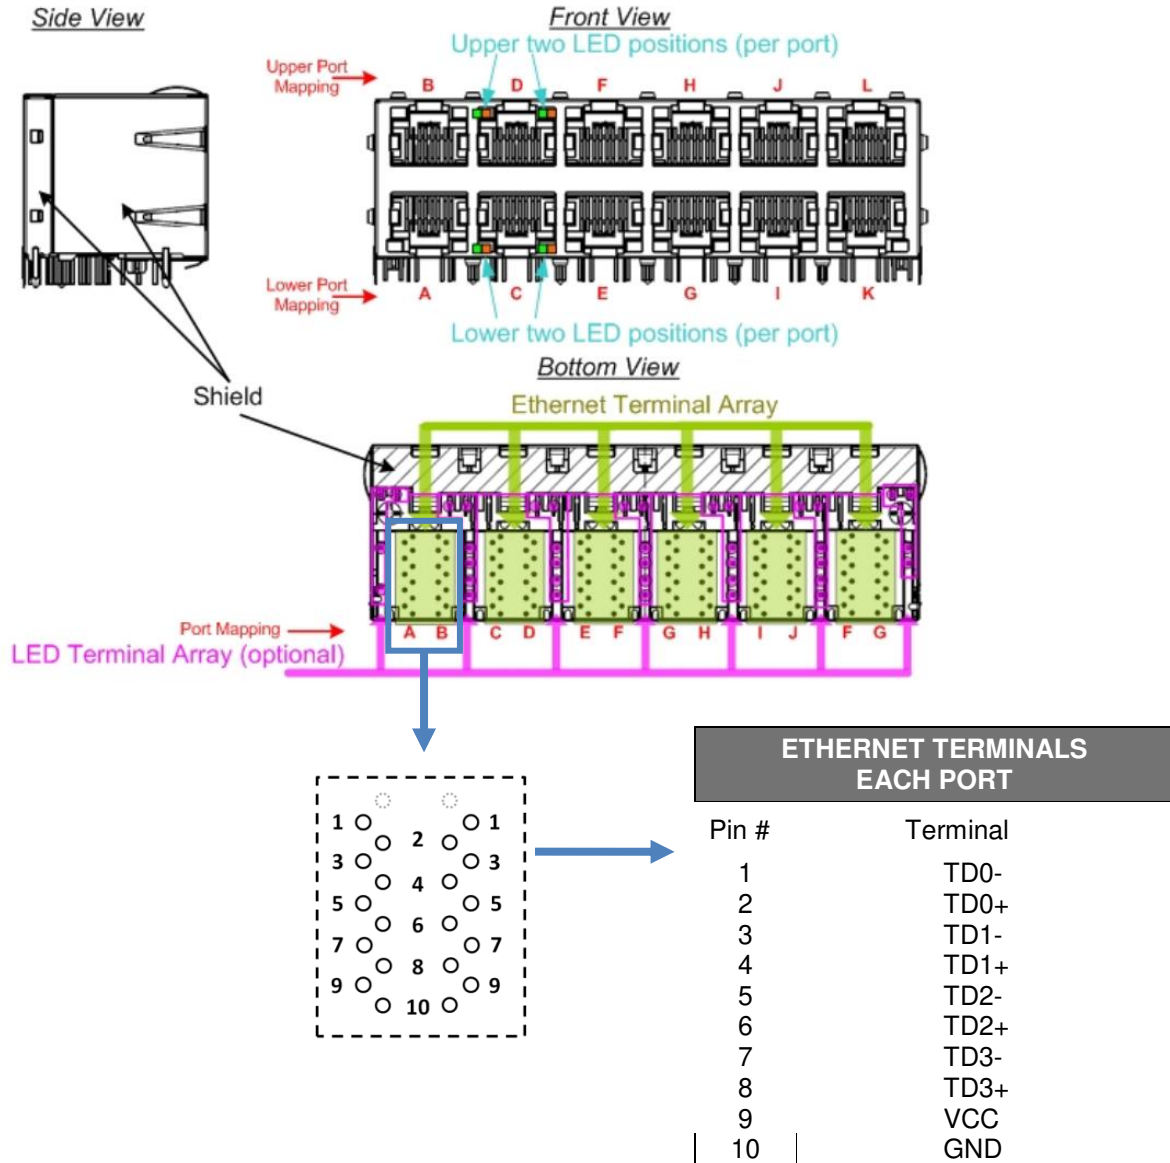 Side View
Front View
Upper two LED positions (per port)
Upper Port
Mapping
B D F H J L
Lower Port
Mapping
A C E G I K
Lower two LED positions (per port)
Shield
Bottom View
Ethernet Terminal Array
Port Mapping
A B C D E F G H I J F G
LED Terminal Array (optional)
1 1
2
3 3
4
5 5
6
7 7
8
9 9
10
ETHERNET TERMINALS
EACH PORT
Pin # Terminal
1 TD0-
2 TD0+
3 TD1-
4 TD1+
5 TD2-
6 TD2+
7 TD3-
8 TD3+
9 VCC
10 GND